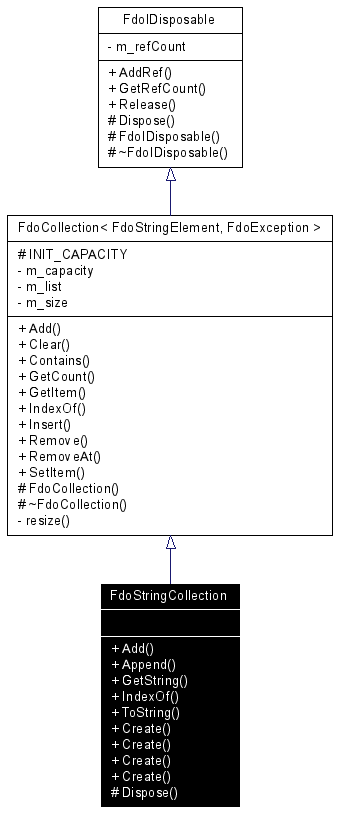 FdoIDisposable
- m_refCount
+ AddRef()
+ GetRefCount()
+ Release()
# Dispose()
# FdoIDisposable()
# ~FdoIDisposable()
FdoCollection< FdoStringElement, FdoException >
# INIT_CAPACITY
- m_capacity
- m_list
- m_size
+ Add()
+ Clear()
+ Contains()
+ GetCount()
+ GetItem()
+ IndexOf()
+ Insert()
+ Remove()
+ RemoveAt()
+ SetItem()
# FdoCollection()
# ~FdoCollection()
- resize()
FdoStringCollection
+ Add()
+ Append()
+ GetString()
+ IndexOf()
+ ToString()
+ Create()
+ Create()
+ Create()
+ Create()
# Dispose()